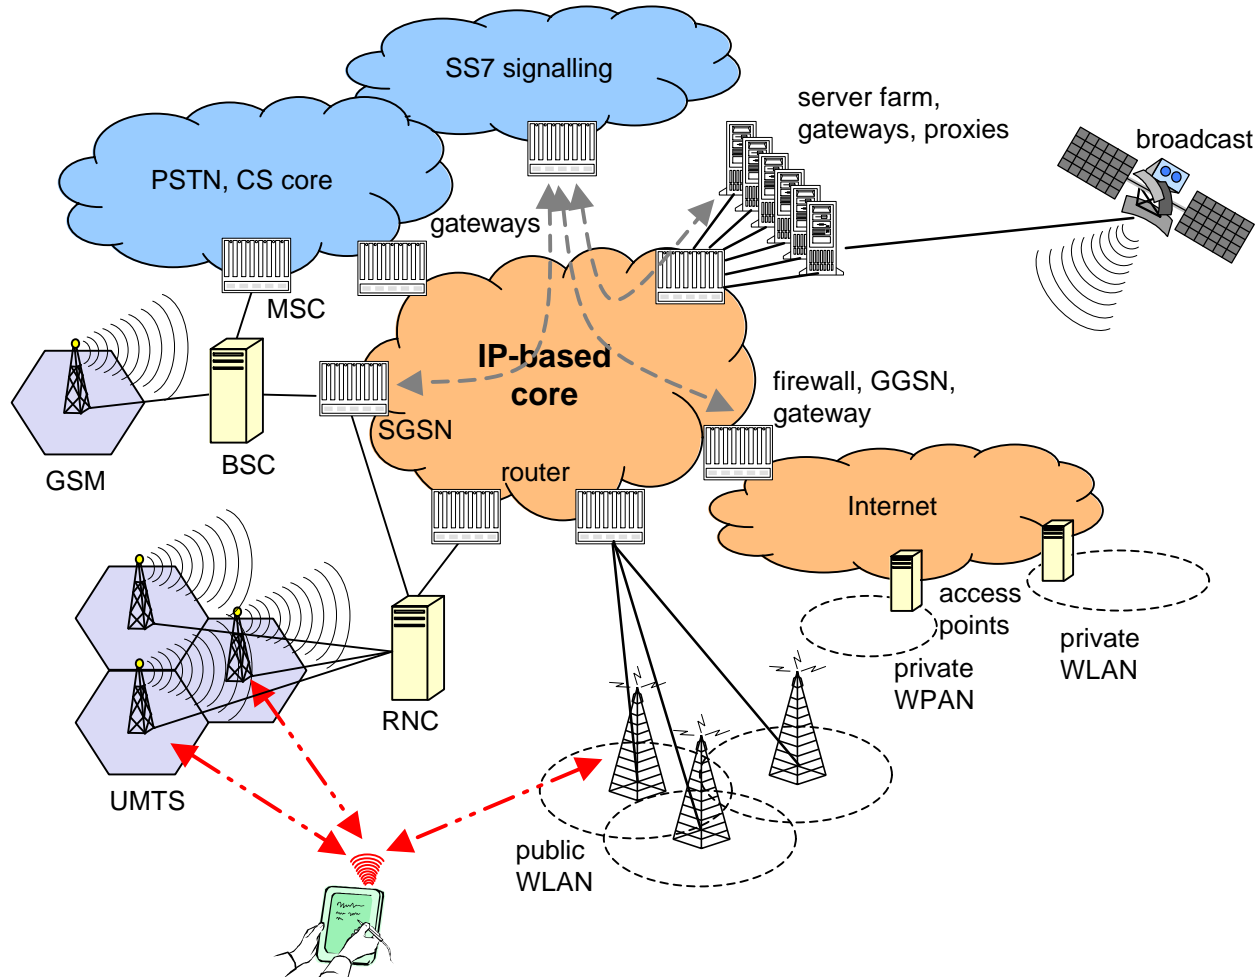 SS7 signalling
server farm,
gateways, proxies
broadcast
PSTN, CS core
gateways
MSC
IP-based
core
firewall, GGSN,
gateway
SGSN
GSM
BSC
router
Internet
access
points
private
WLAN
private
WPAN
RNC
UMTS
public
WLAN